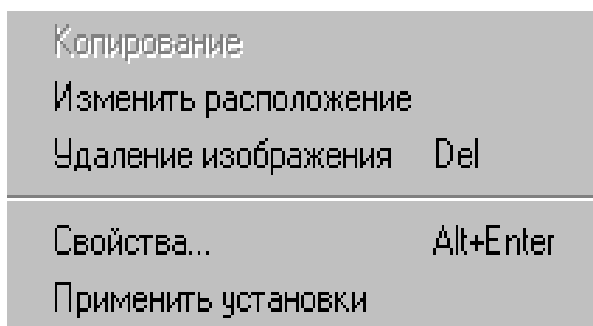 Копирование
Изменить расположение
Удаление изображения Del
Свойства... Alt+Enter
Применить установки